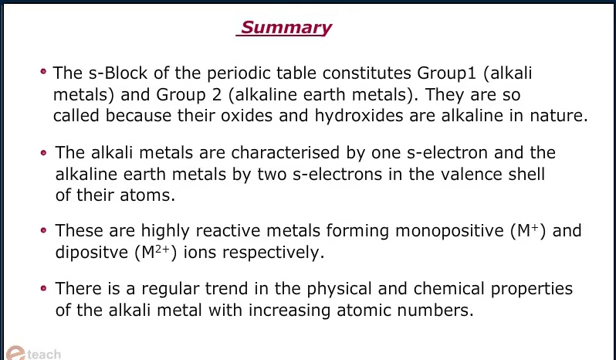 Summary
The s-Block of the periodic table constitutes Group1 (alkali
metals) and Group 2 (alkaline earth metals). They are so
called because their oxides and hydroxides are alkaline in nature.
The alkali metals are characterised by one s-electron and the
alkaline earth metals by two s-electrons in the valence shell
of their atoms.
These are highly reactive metals forming monopositive (M⁺) and
dipositve (M²⁺) ions respectively.
There is a regular trend in the physical and chemical properties
of the alkali metal with increasing atomic numbers.
eteach